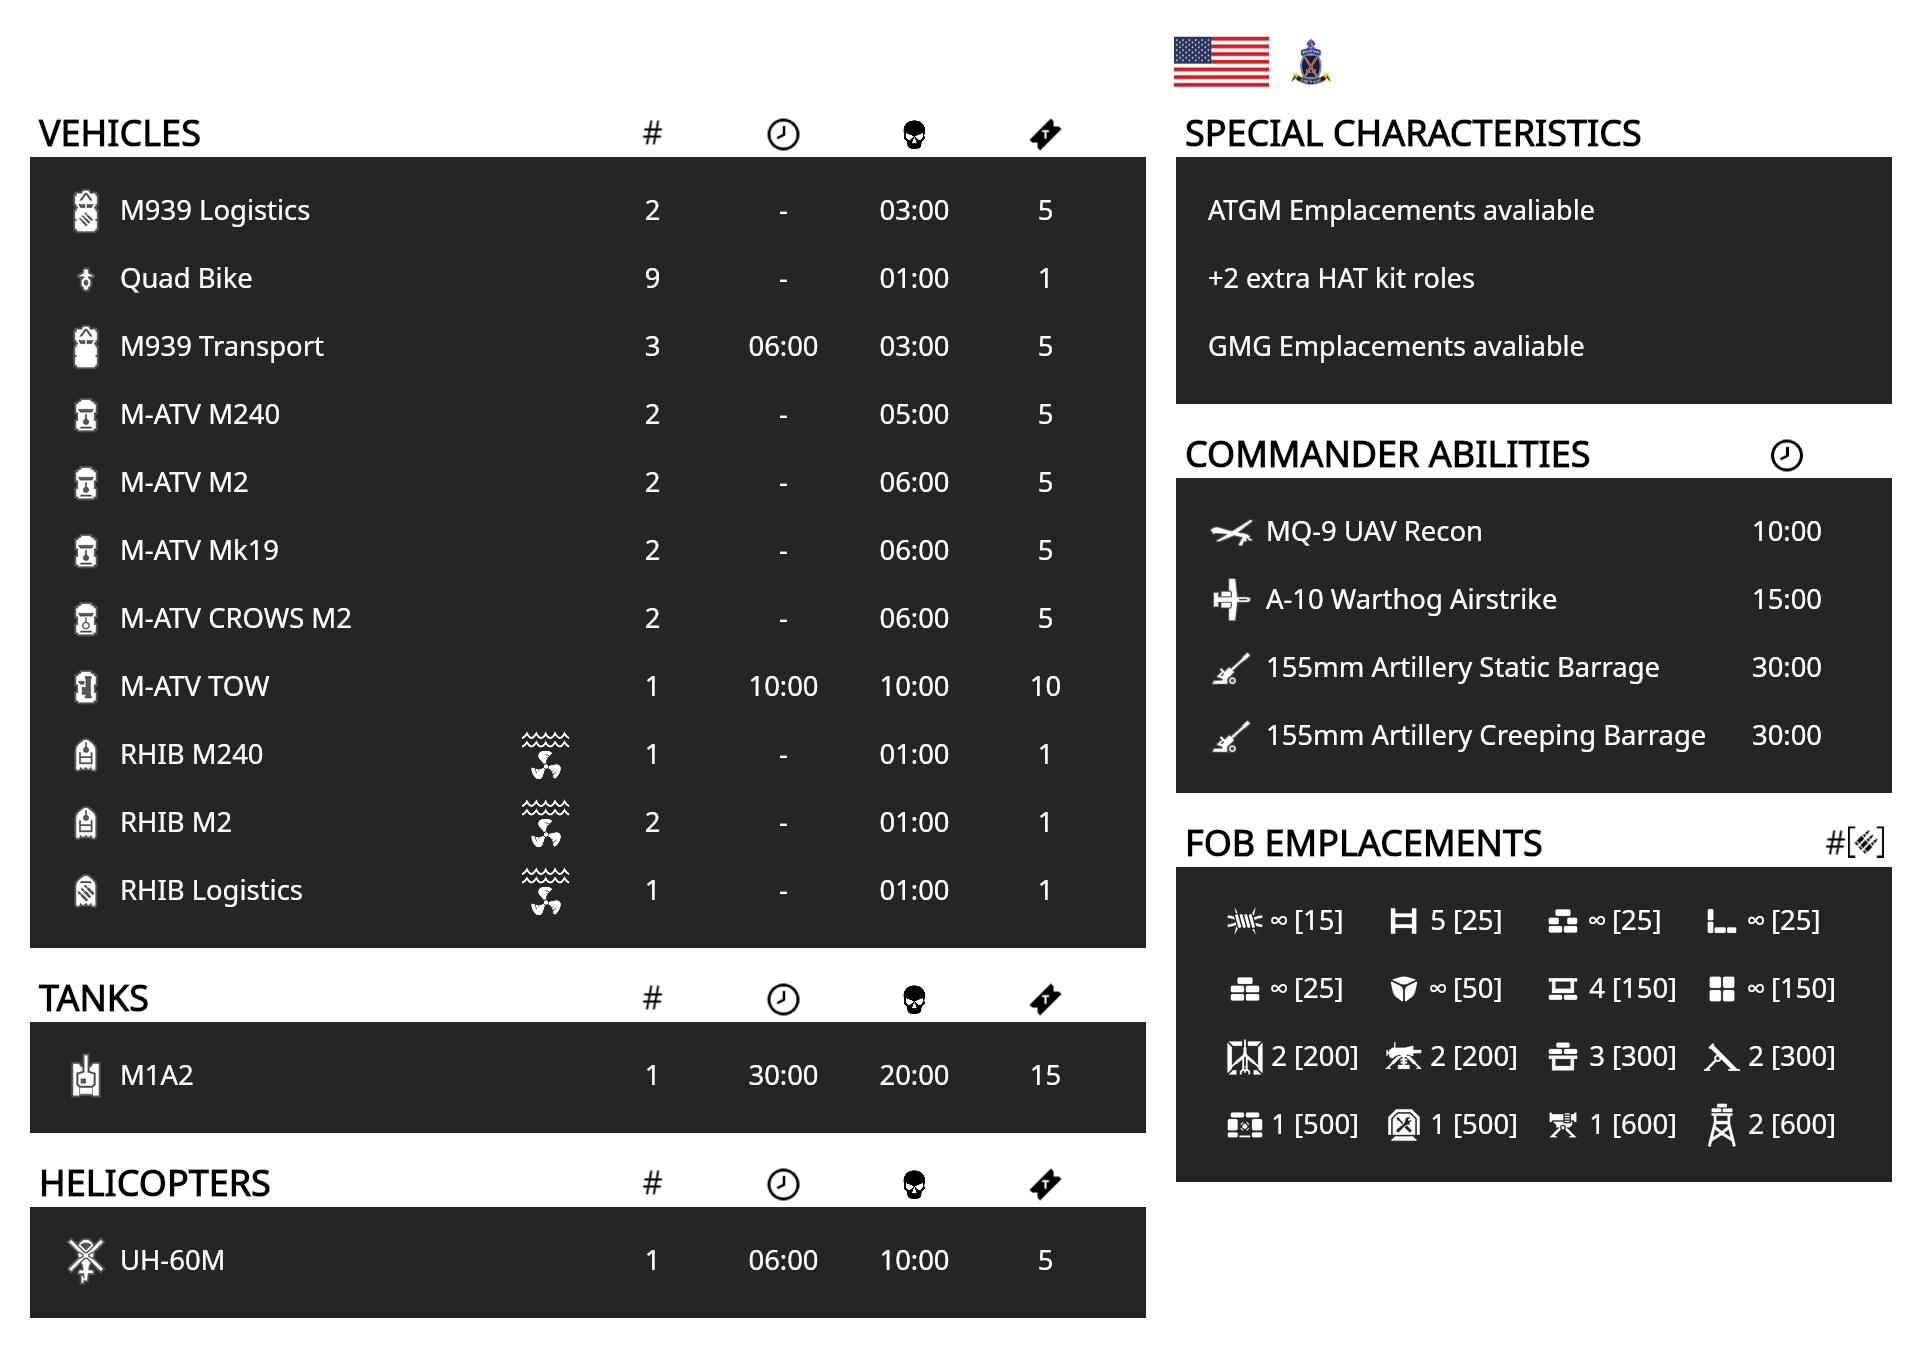 VEHICLES #
M939 Logistics 2 - 03:00 5
Quad Bike 9 - 01:00 1
M939 Transport 3 06:00 03:00 5
M-ATV M240 2 - 05:00 5
M-ATV M2 2 - 06:00 5
M-ATV Mk19 2 - 06:00 5
M-ATV CROWS M2 2 - 06:00 5
M-ATV TOW 1 10:00 10:00 10
RHIB M240 1 - 01:00 1
RHIB M2 2 - 01:00 1
RHIB Logistics 1 - 01:00 1
TANKS #
M1A2 1 30:00 20:00 15
HELICOPTERS #
UH-60M 1 06:00 10:00 5
SPECIAL CHARACTERISTICS
ATGM Emplacements avaliable
+2 extra HAT kit roles
GMG Emplacements avaliable
COMMANDER ABILITIES
MQ-9 UAV Recon 10:00
A-10 Warthog Airstrike 15:00
155mm Artillery Static Barrage 30:00
155mm Artillery Creeping Barrage 30:00
FOB EMPLACEMENTS #[]
∞ [15] 5 [25] ∞ [25] ∞ [25]
∞ [25] ∞ [50] 4 [150] ∞ [150]
2 [200] 2 [200] 3 [300] 2 [300]
1 [500] 1 [500] 1 [600] 2 [600]